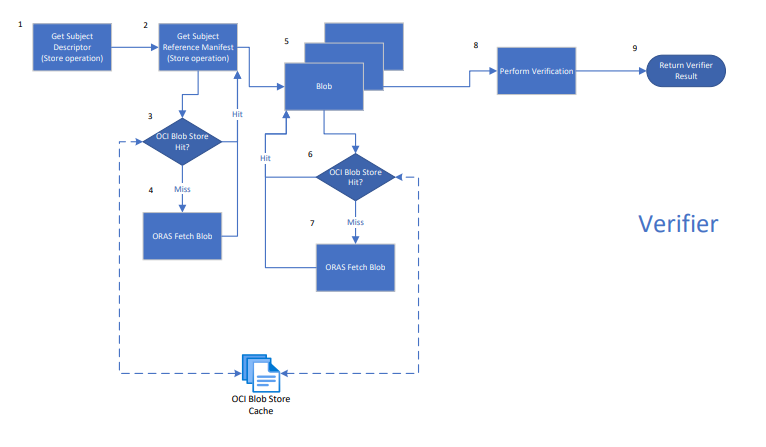 1
Get Subject
Descriptor
(Store operation)
2
Get Subject
Reference Manifest
(Store operation)
3
OCI Blob Store
Hit?
Hit
Miss
4
ORAS Fetch Blob
5
Blob
6
OCI Blob Store
Hit?
Hit
Miss
7
ORAS Fetch Blob
8
Perform Verification
9
Return Verifier
Result
Verifier
OCI Blob Store
Cache